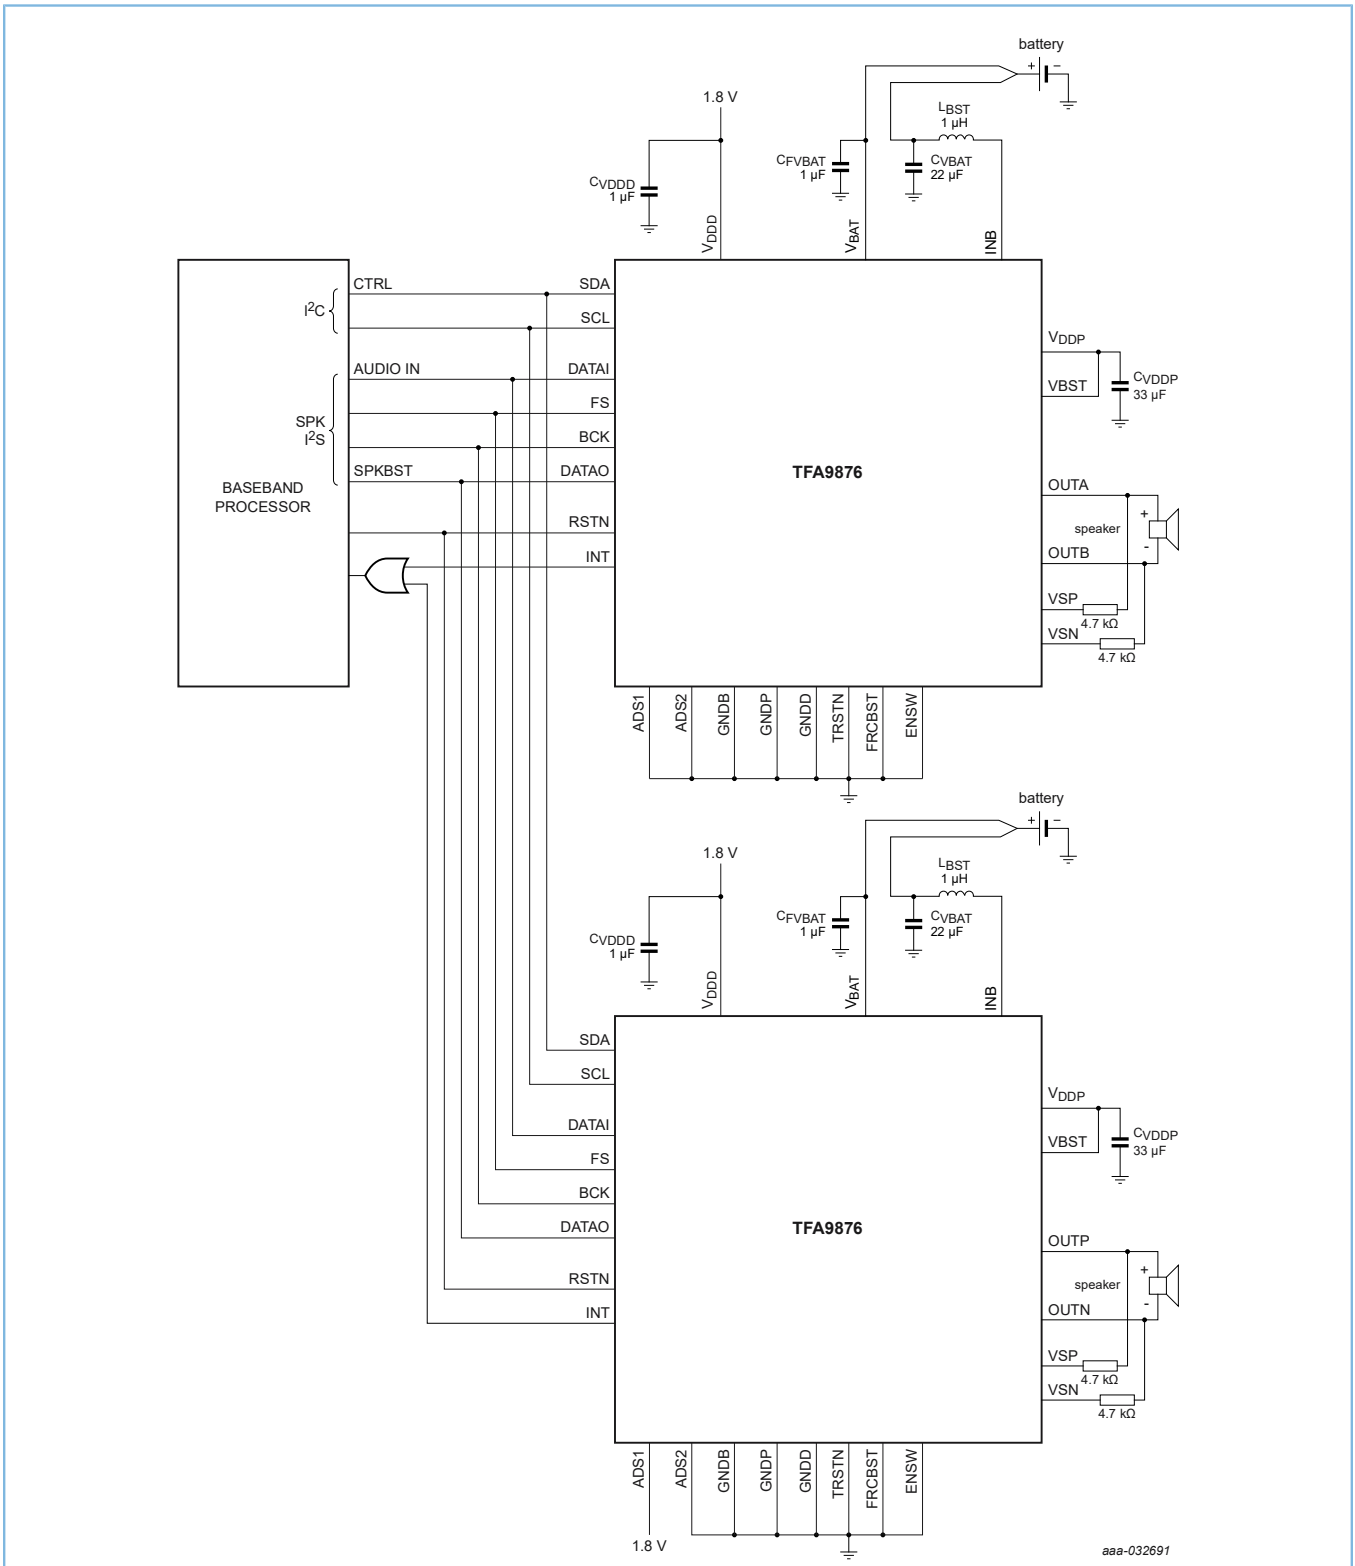 battery
+ −
1.8 V
LBST
1 µH
CFVBAT
1 µF
CVBAT
22 µF
CVDDD
1 µF
VDDD
VBAT
INB
CTRL
I2C
AUDIO IN
SPK
I2S
SPKBST
BASEBAND
PROCESSOR
SDA
SCL
DATAI
FS
BCK
DATAO
RSTN
INT
TFA9876
VDDP
VBST
CVDDP
33 µF
OUTA
+
speaker
-
OUTB
VSP
4.7 kΩ
VSN
4.7 kΩ
ADS1
ADS2
GNDB
GNDP
GNDD
TRSTN
FRCBST
ENSW
battery
+ −
1.8 V
LBST
1 µH
CFVBAT
1 µF
CVBAT
22 µF
CVDDD
1 µF
VDDD
VBAT
INB
SDA
SCL
DATAI
FS
BCK
DATAO
RSTN
INT
TFA9876
VDDP
VBST
CVDDP
33 µF
OUTP
+
speaker
-
OUTN
VSP
4.7 kΩ
VSN
4.7 kΩ
ADS1
ADS2
GNDB
GNDP
GNDD
TRSTN
FRCBST
ENSW
1.8 V
aaa-032691